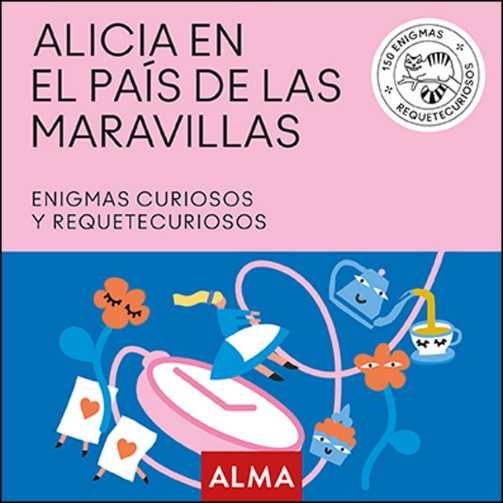 ALICIA EN
EL PAÍS DE LAS
MARAVILLAS
150 ENIGMAS
REQUETECURIOSOS
ENIGMAS CURIOSOS
Y REQUETECURIOSOS
ALMA